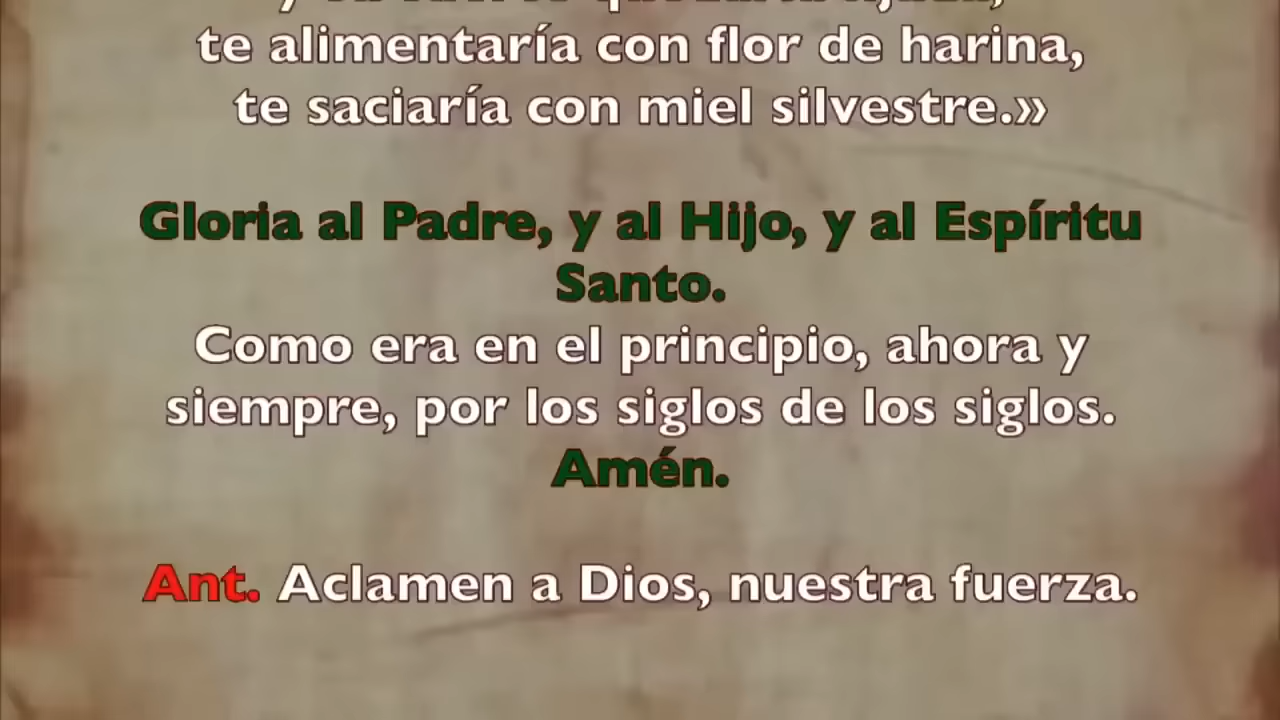 te alimentaría con flor de harina,
te saciaría con miel silvestre.»
Gloria al Padre, y al Hijo, y al Espíritu
Santo.
Como era en el principio, ahora y
siempre, por los siglos de los siglos.
Amén.
Ant. Aclamen a Dios, nuestra fuerza.